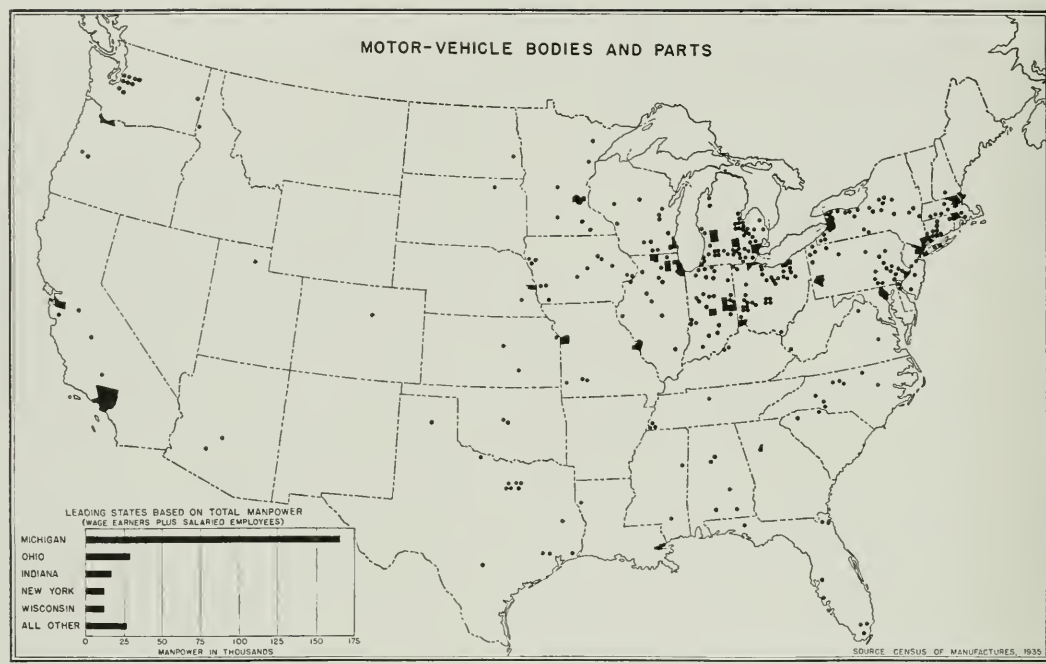 MOTOR-VEHICLE BODIES AND PARTS
LEADING STATES BASED ON TOTAL MANPOWER
(WAGE EARNERS PLUS SALARIED EMPLOYEES)
MICHIGAN
OHIO
INDIANA
NEW YORK
WISCONSIN
ALL OTHER
0 25 50 75 100 125 150 175
MANPOWER IN THOUSANDS
SOURCE CENSUS OF MANUFACTURES, 1935